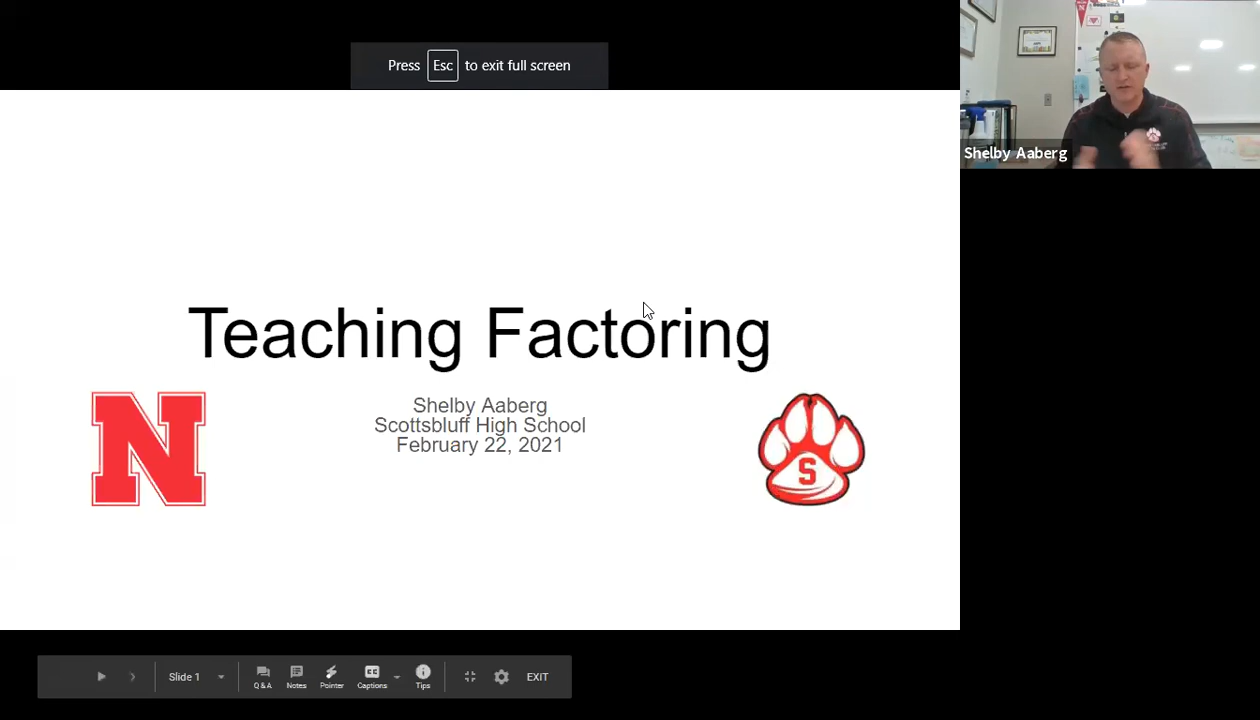 Press Esc to exit full screen
Shelby Aaberg
Teaching Factoring
Shelby Aaberg
Scottsbluff High School
February 22, 2021
N
S
Slide 1
Q & A
Notes
Pointer
Captions
Tips
EXIT